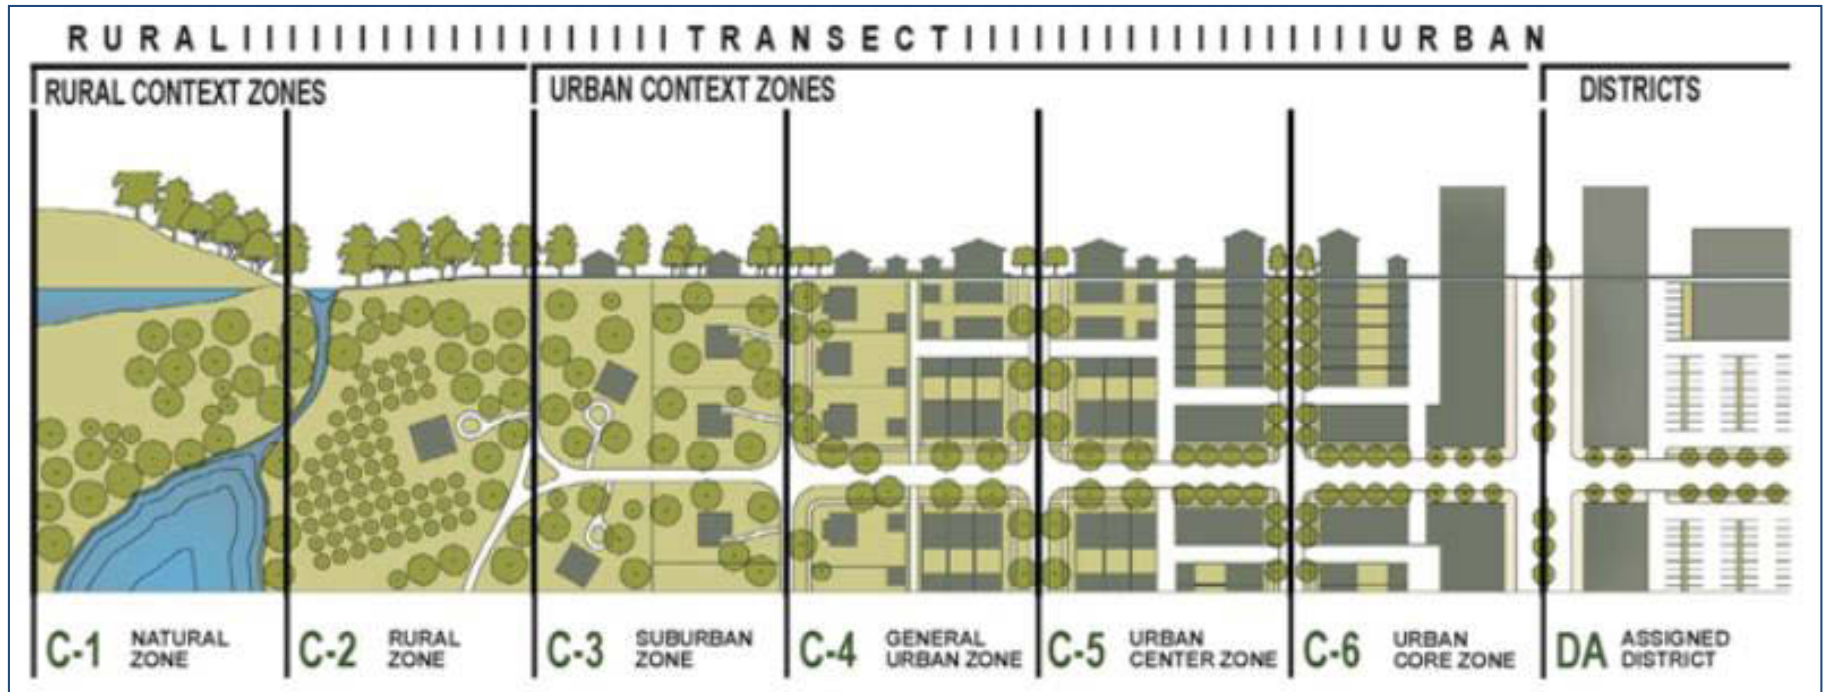 RURAL|||||||||||||||||||TRANSECT||||||||||||||||||URBAN
RURAL CONTEXT ZONES
URBAN CONTEXT ZONES
DISTRICTS
C-1 NATURAL
ZONE
C-2 RURAL
ZONE
C-3 SUBURBAN
ZONE
C-4 GENERAL
URBAN ZONE
C-5 URBAN
CENTER ZONE
C-6 URBAN
CORE ZONE
DA ASSIGNED
DISTRICT